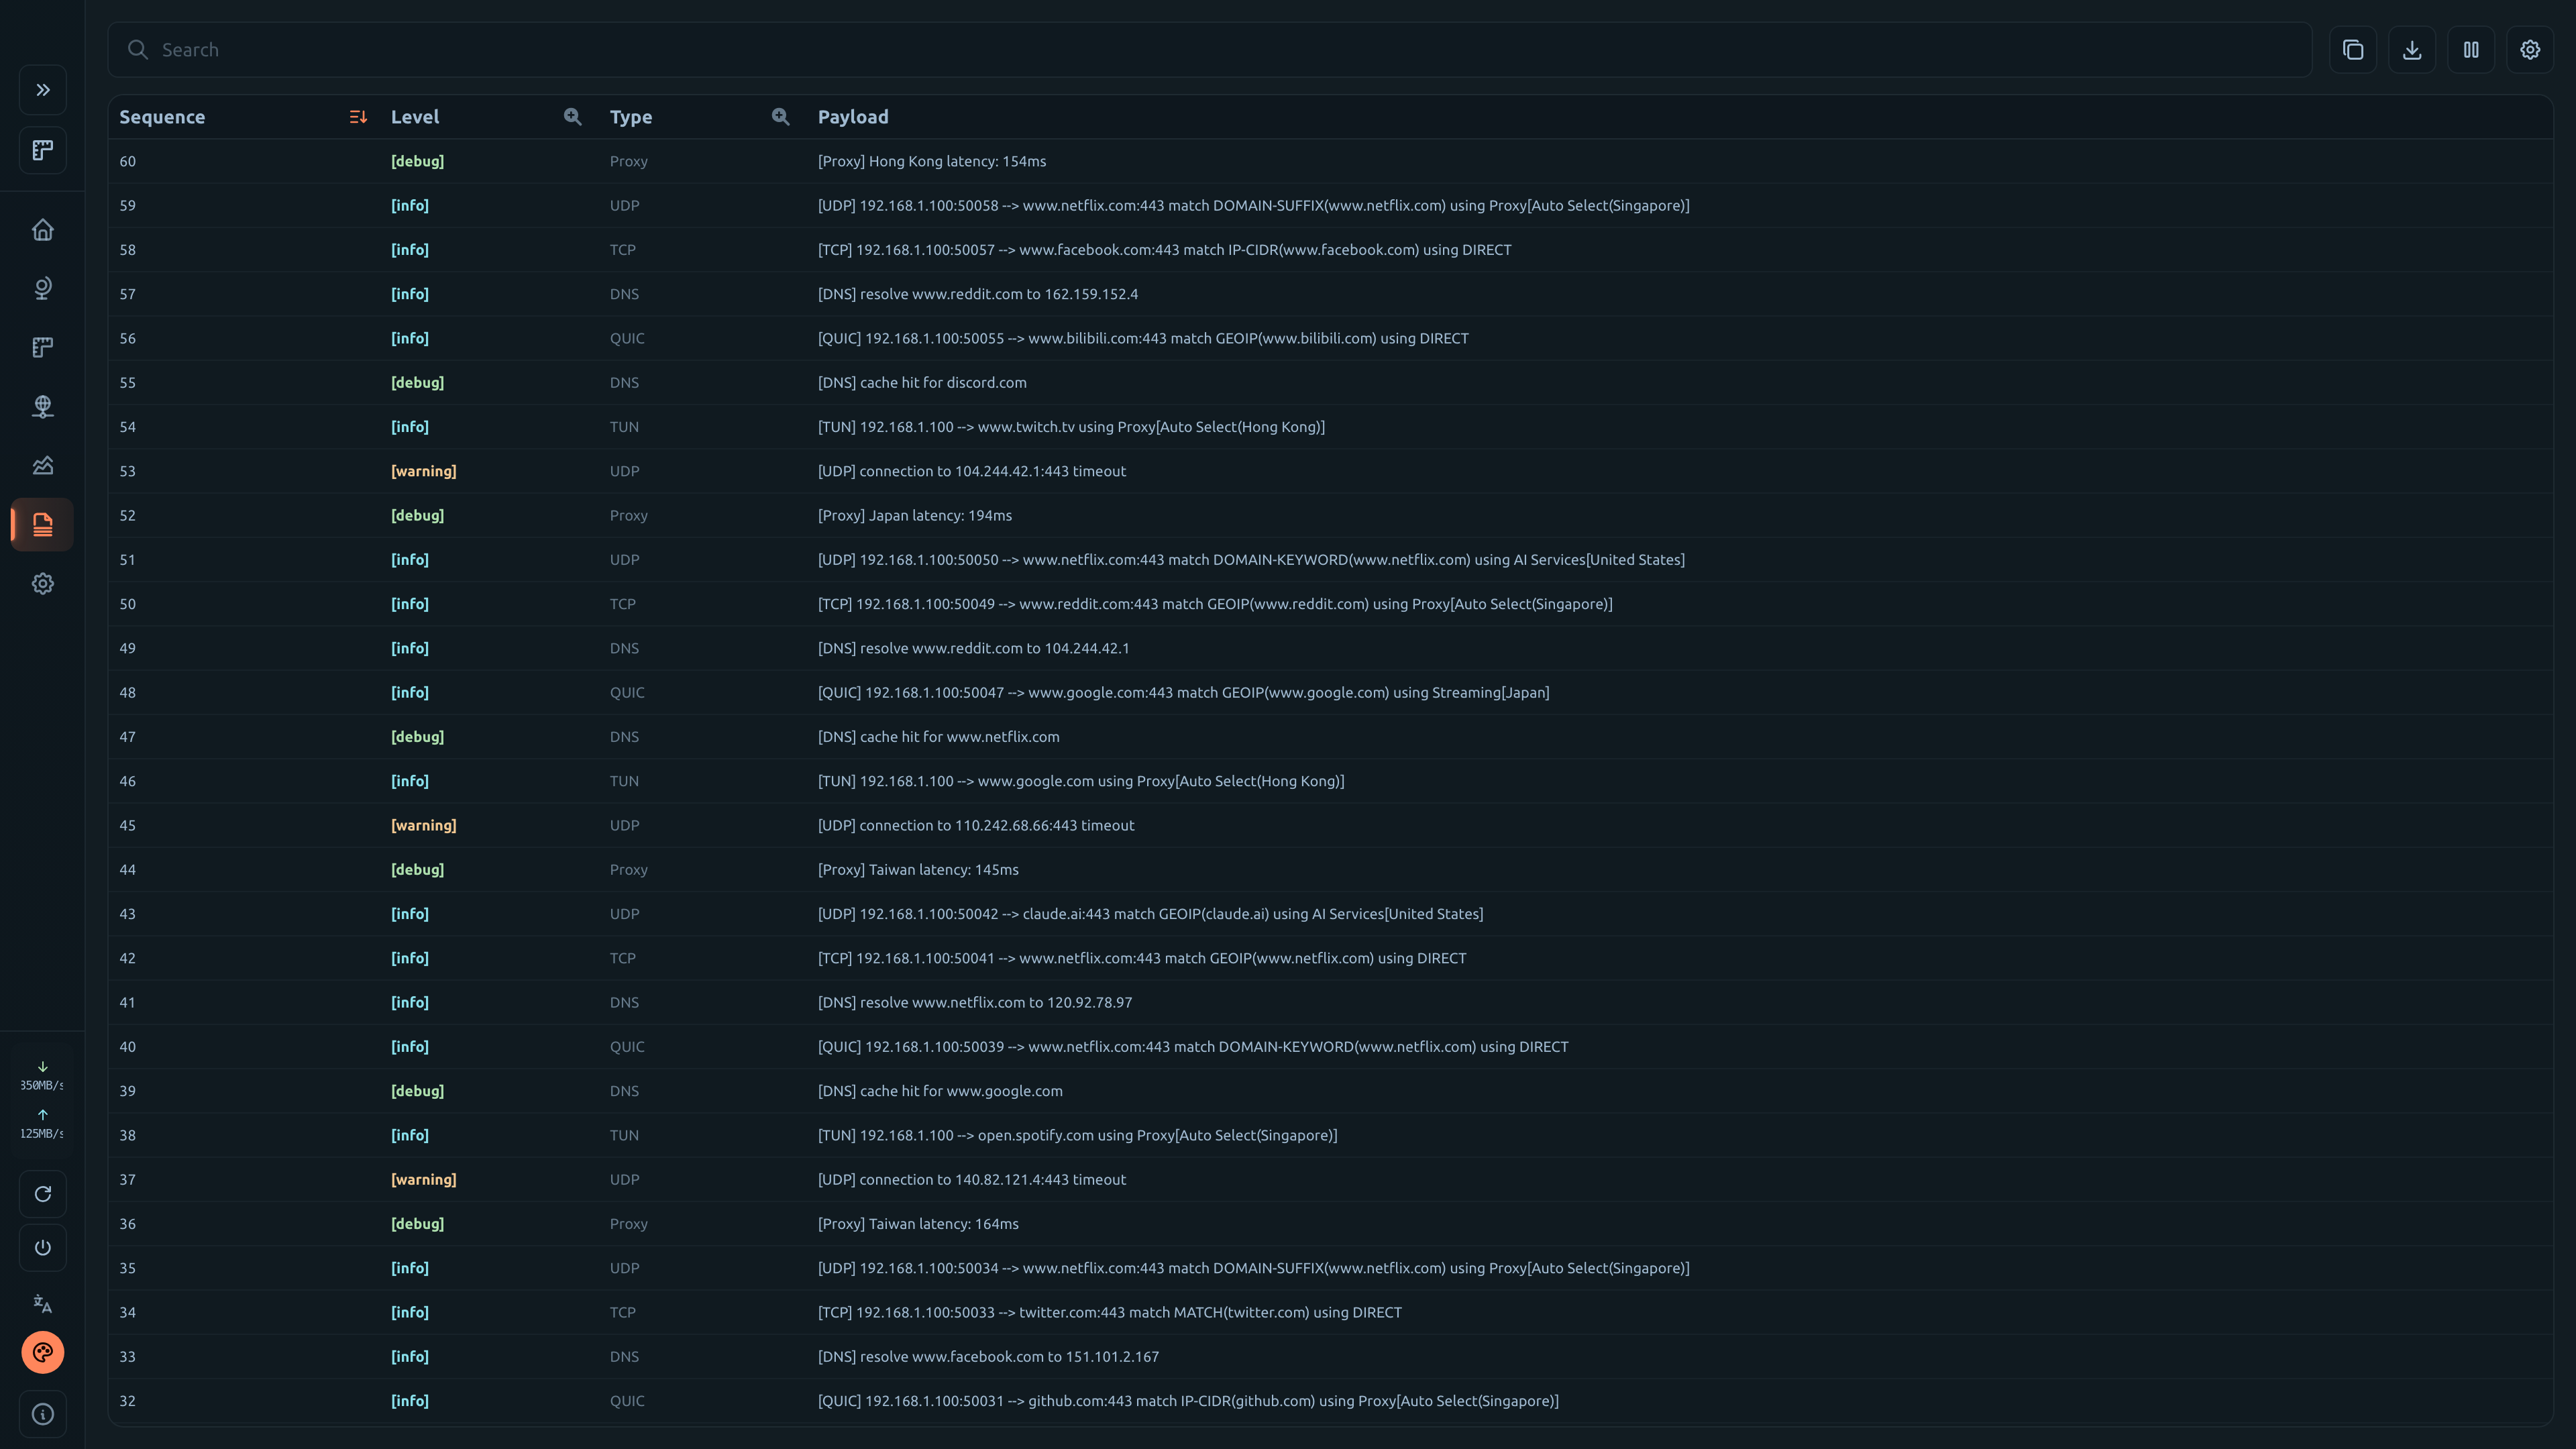 Search
Sequence Level Type Payload
60 [debug] Proxy [Proxy] Hong Kong latency: 154ms
59 [info] UDP [UDP] 192.168.1.100:50058 --> www.netflix.com:443 match DOMAIN-SUFFIX(www.netflix.com) using Proxy[Auto Select(Singapore)]
58 [info] TCP [TCP] 192.168.1.100:50057 --> www.facebook.com:443 match IP-CIDR(www.facebook.com) using DIRECT
57 [info] DNS [DNS] resolve www.reddit.com to 162.159.152.4
56 [info] QUIC [QUIC] 192.168.1.100:50055 --> www.bilibili.com:443 match GEOIP(www.bilibili.com) using DIRECT
55 [debug] DNS [DNS] cache hit for discord.com
54 [info] TUN [TUN] 192.168.1.100 --> www.twitch.tv using Proxy[Auto Select(Hong Kong)]
53 [warning] UDP [UDP] connection to 104.244.42.1:443 timeout
52 [debug] Proxy [Proxy] Japan latency: 194ms
51 [info] UDP [UDP] 192.168.1.100:50050 --> www.netflix.com:443 match DOMAIN-KEYWORD(www.netflix.com) using AI Services[United States]
50 [info] TCP [TCP] 192.168.1.100:50049 --> www.reddit.com:443 match GEOIP(www.reddit.com) using Proxy[Auto Select(Singapore)]
49 [info] DNS [DNS] resolve www.reddit.com to 104.244.42.1
48 [info] QUIC [QUIC] 192.168.1.100:50047 --> www.google.com:443 match GEOIP(www.google.com) using Streaming[Japan]
47 [debug] DNS [DNS] cache hit for www.netflix.com
46 [info] TUN [TUN] 192.168.1.100 --> www.google.com using Proxy[Auto Select(Hong Kong)]
45 [warning] UDP [UDP] connection to 110.242.68.66:443 timeout
44 [debug] Proxy [Proxy] Taiwan latency: 145ms
43 [info] UDP [UDP] 192.168.1.100:50042 --> claude.ai:443 match GEOIP(claude.ai) using AI Services[United States]
42 [info] TCP [TCP] 192.168.1.100:50041 --> www.netflix.com:443 match GEOIP(www.netflix.com) using DIRECT
41 [info] DNS [DNS] resolve www.netflix.com to 120.92.78.97
40 [info] QUIC [QUIC] 192.168.1.100:50039 --> www.netflix.com:443 match DOMAIN-KEYWORD(www.netflix.com) using DIRECT
39 [debug] DNS [DNS] cache hit for www.google.com
38 [info] TUN [TUN] 192.168.1.100 --> open.spotify.com using Proxy[Auto Select(Singapore)]
37 [warning] UDP [UDP] connection to 140.82.121.4:443 timeout
36 [debug] Proxy [Proxy] Taiwan latency: 164ms
35 [info] UDP [UDP] 192.168.1.100:50034 --> www.netflix.com:443 match DOMAIN-SUFFIX(www.netflix.com) using Proxy[Auto Select(Singapore)]
34 [info] TCP [TCP] 192.168.1.100:50033 --> twitter.com:443 match MATCH(twitter.com) using DIRECT
33 [info] DNS [DNS] resolve www.facebook.com to 151.101.2.167
32 [info] QUIC [QUIC] 192.168.1.100:50031 --> github.com:443 match IP-CIDR(github.com) using Proxy[Auto Select(Singapore)]
125MB/s